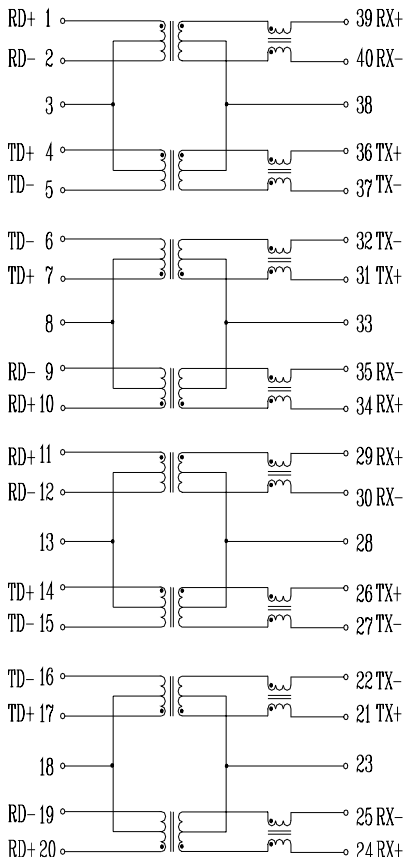 RD+ 1 39 RX+
RD- 2 40 RX-
3 38
TD+ 4 36 TX+
TD- 5 37 TX-
TD- 6 32 TX-
TD+ 7 31 TX+
8 33
RD- 9 35 RX-
RD+ 10 34 RX+
RD+ 11 29 RX+
RD- 12 30 RX-
13 28
TD+ 14 26 TX+
TD- 15 27 TX-
TD- 16 22 TX-
TD+ 17 21 TX+
18 23
RD- 19 25 RX-
RD+ 20 24 RX+